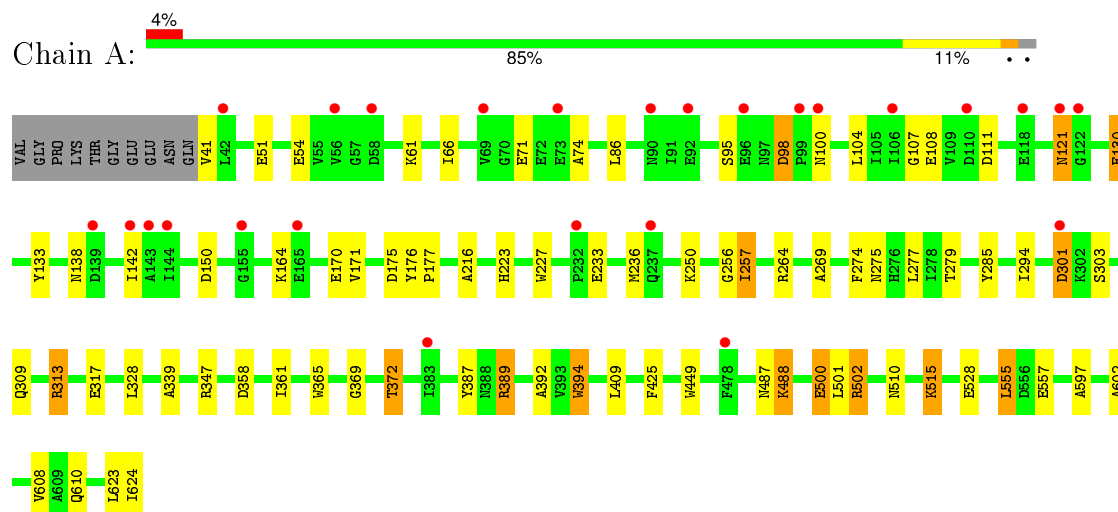 4%
Chain A:
85% 11% • •
VAL GLY PRO LYS THR GLY GLU GLU ASN GLN V41 L42 E51 E54 V55 V56 G57 D58 K61 I66 V69 G70 E71 E72 E73 A74 L86 N90 I91 E92 S95 E96 N97 D98 P99 N100 L104 I105 I106 G107 E108 V109 D110 D111 E118 N121 G122
Y133 N138 D139 I142 A143 I144 D150 G155 K164 E165 E170 V171 D175 Y176 P177 A216 H223 W227 P232 E233 M236 Q237 K250 G256 I257 R264 A269 F274 N275 H276 L277 I278 T279 Y285 I294 D301 K302 S303
Q309 R313 E317 L328 A339 R347 D358 I361 W365 G369 T372 I383 Y387 N388 R389 A392 V393 W394 L409 F425 W449 F478 N487 K488 E500 L501 R502 N510 K515 E528 L555 D556 E557 A597
V608 A609 Q610 L623 I624